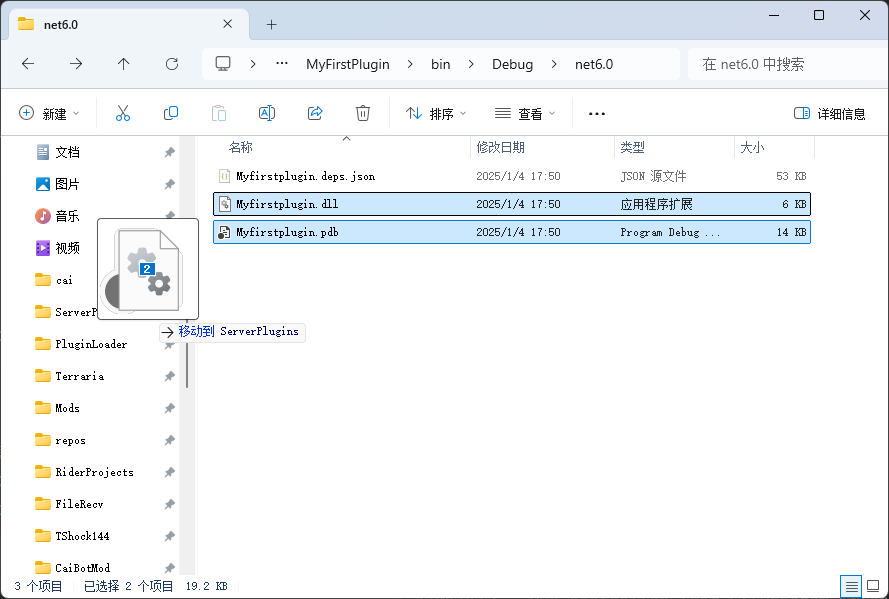 net6.0
MyFirstPlugin
bin
Debug
net6.0
在 net6.0 中搜索
新建
排序
查看
详细信息
名称
修改日期
类型
大小
Myfirstplugin.deps.json 2025/1/4 17:50 JSON 源文件 53 KB
Myfirstplugin.dll 2025/1/4 17:50 应用程序扩展 6 KB
Myfirstplugin.pdb 2025/1/4 17:50 Program Debug ... 14 KB
文档
图片
音乐
视频
2
cai
ServerP
移动到 ServerPlugins
PluginLoader
Terraria
Mods
repos
RiderProjects
FileRecv
TShock144
CaiBotMod
3 个项目 已选择 2 个项目 19.2 KB